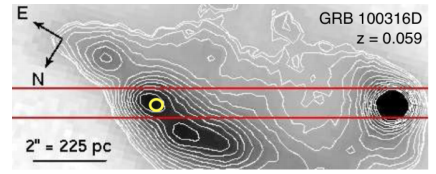 E
GRB 100316D
z = 0.059
N
2" = 225 pc